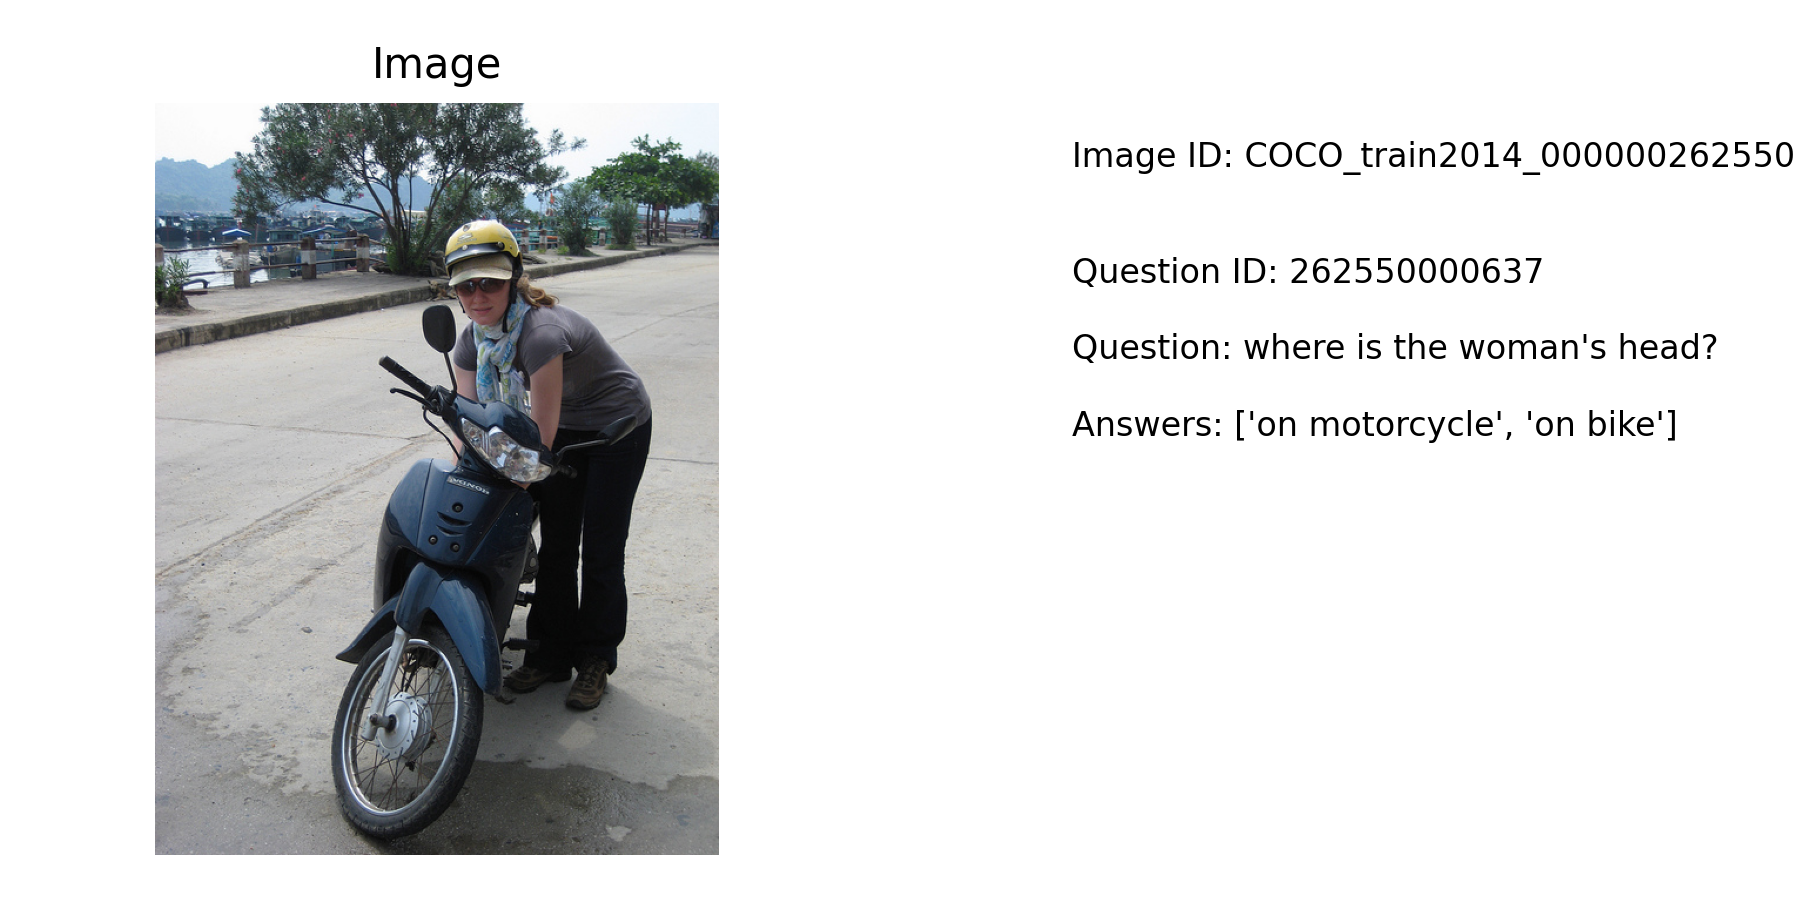 Image
Image ID: COCO_train2014_000000262550
Question ID: 262550000637
Question: where is the woman's head?
Answers: ['on motorcycle', 'on bike']
HONDA